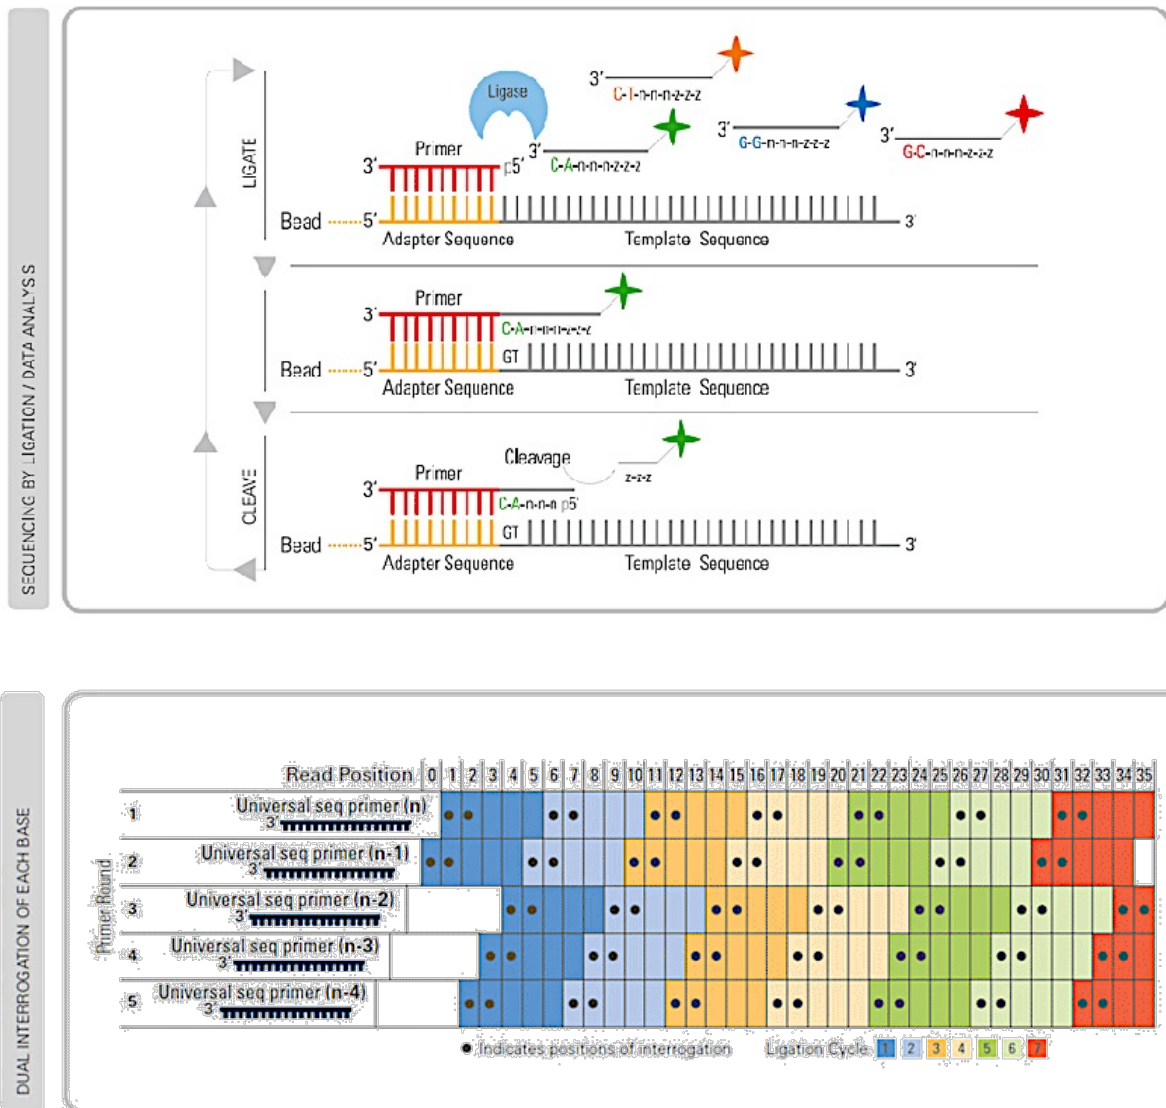 SEQUENCING BY LIGATION / DATA ANALYSIS
LIGATE
Ligase
3' C-T-n-n-n-z-z-z
3' G-G-n-n-n-z-z-z
3' G-C-n-n-n-z-z-z
Primer
3' p5' 3' C-A-n-n-n-z-z-z
Bead 5' 3'
Adapter Sequence Template Sequence
Primer
3' C-A-n-n-n-z-z-z
GT
Bead 5' 3'
Adapter Sequence Template Sequence
CLEAVE
Cleavage
z-z-z
Primer
3' C-A-n-n-n p5'
GT
Bead 5' 3'
Adapter Sequence Template Sequence
DUAL INTERROGATION OF EACH BASE
Read Position 0 1 2 3 4 5 6 7 8 9 10 11 12 13 14 15 16 17 18 19 20 21 22 23 24 25 26 27 28 29 30 31 32 33 34 35
Primer Round
1 Universal seq primer (n)
3'
2 Universal seq primer (n-1)
3'
3 Universal seq primer (n-2)
3'
4 Universal seq primer (n-3)
3'
5 Universal seq primer (n-4)
3'
Indicates positions of interrogation Ligation Cycle 1 2 3 4 5 6 7